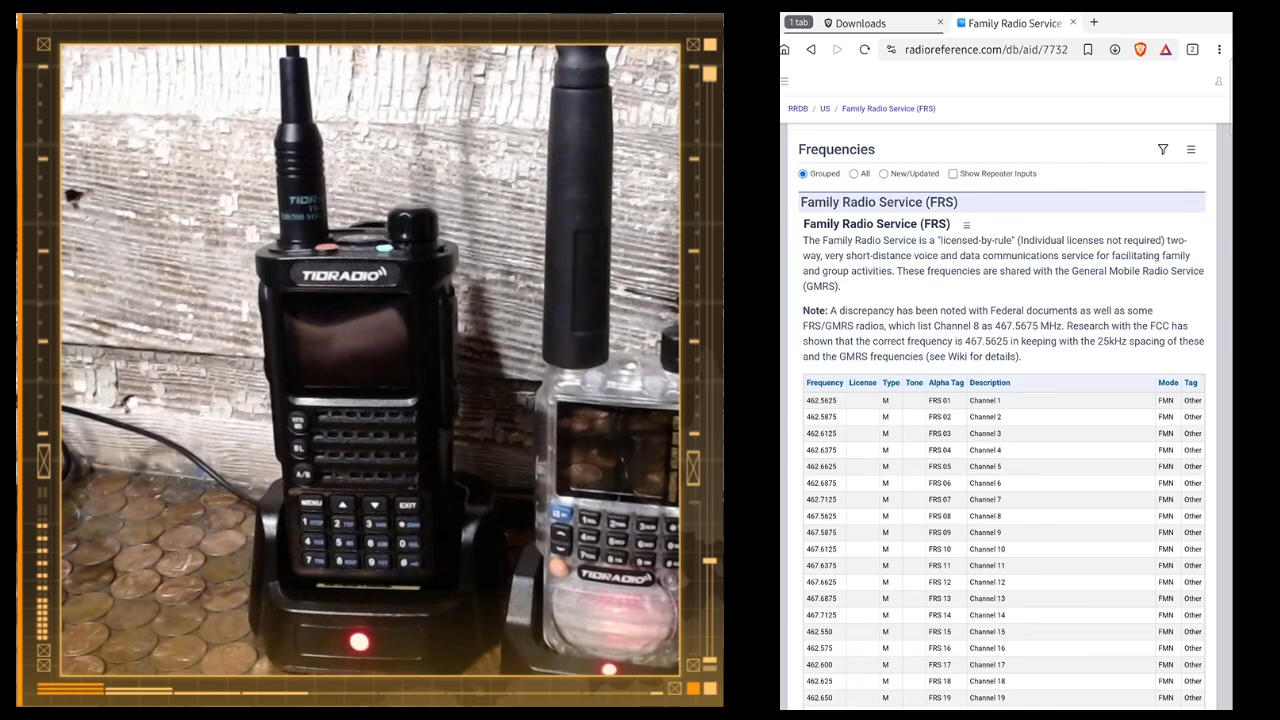 TIDRADIO
VFO
MR
BL
A/B
MENU
EXIT
1
2
3
4
5
6
0
7
8
9
#
TIDRADIO
1 tab
Downloads
×
Family Radio Service
×
+
radioreference.com/db/aid/7732
2
RRDB / US / Family Radio Service (FRS)
Frequencies
Grouped All New/Updated Show Repeater Inputs
Family Radio Service (FRS)
Family Radio Service (FRS)
The Family Radio Service is a "licensed-by-rule" (Individual licenses not required) two-
way, very short-distance voice and data communications service for facilitating family
and group activities. These frequencies are shared with the General Mobile Radio Service
(GMRS).
Note: A discrepancy has been noted with Federal documents as well as some
FRS/GMRS radios, which list Channel 8 as 467.5675 MHz. Research with the FCC has
shown that the correct frequency is 467.5625 in keeping with the 25kHz spacing of these
and the GMRS frequencies (see Wiki for details).
Frequency License Type Tone Alpha Tag Description Mode Tag
462.5625 M FRS 01 Channel 1 FMN Other
462.5875 M FRS 02 Channel 2 FMN Other
462.6125 M FRS 03 Channel 3 FMN Other
462.6375 M FRS 04 Channel 4 FMN Other
462.6625 M FRS 05 Channel 5 FMN Other
462.6875 M FRS 06 Channel 6 FMN Other
462.7125 M FRS 07 Channel 7 FMN Other
467.5625 M FRS 08 Channel 8 FMN Other
467.5875 M FRS 09 Channel 9 FMN Other
467.6125 M FRS 10 Channel 10 FMN Other
467.6375 M FRS 11 Channel 11 FMN Other
467.6625 M FRS 12 Channel 12 FMN Other
467.6875 M FRS 13 Channel 13 FMN Other
467.7125 M FRS 14 Channel 14 FMN Other
462.550 M FRS 15 Channel 15 FMN Other
462.575 M FRS 16 Channel 16 FMN Other
462.600 M FRS 17 Channel 17 FMN Other
462.625 M FRS 18 Channel 18 FMN Other
462.650 M FRS 19 Channel 19 FMN Other